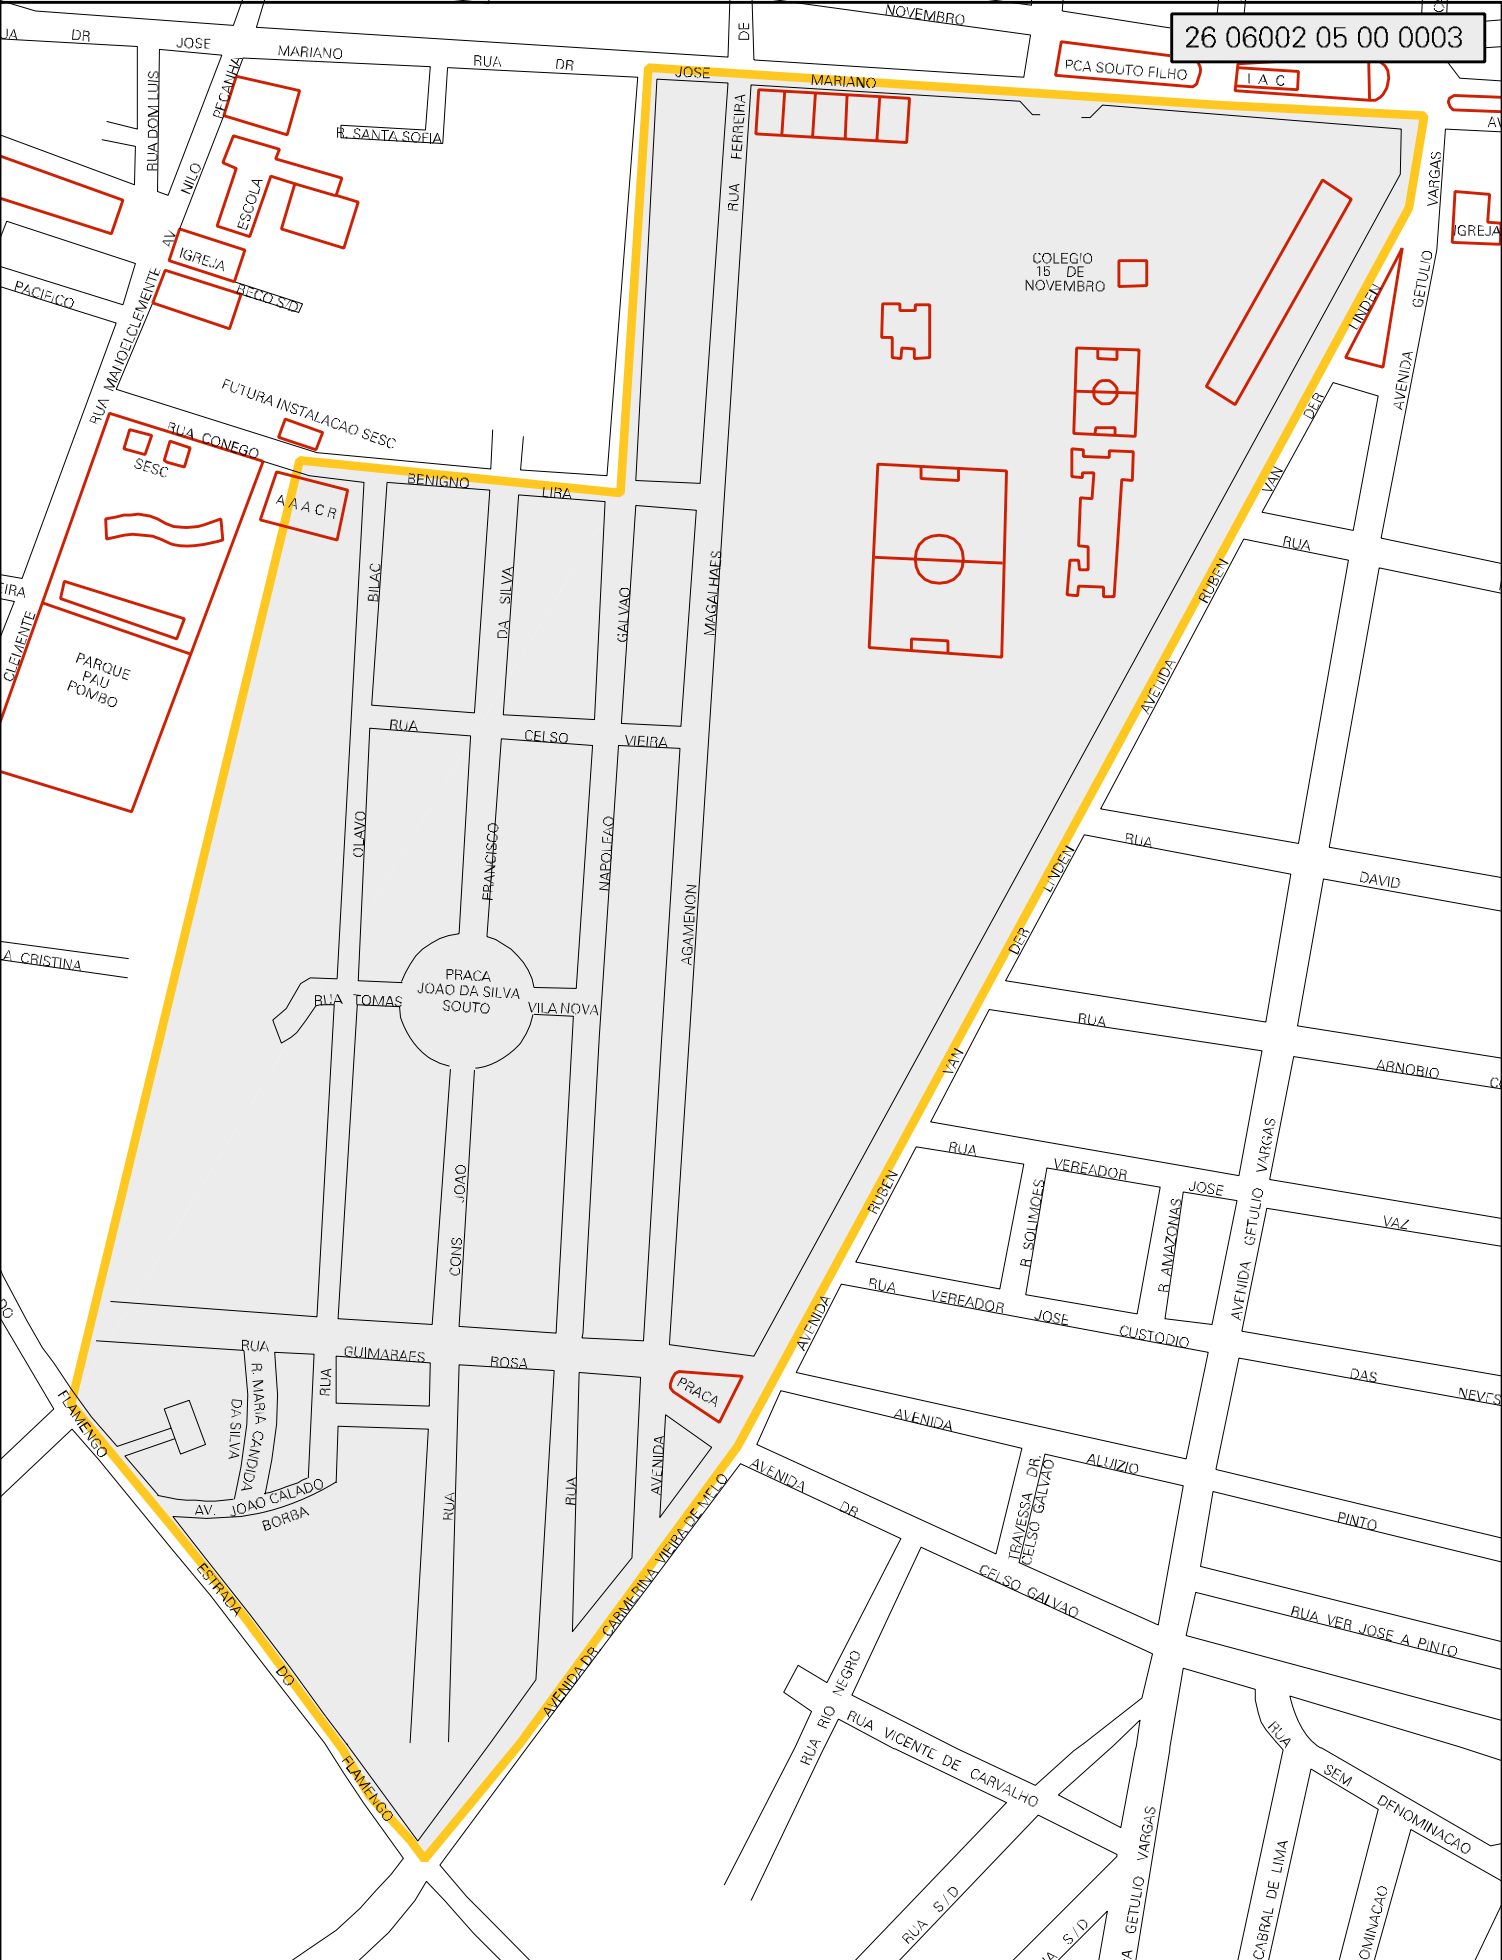 26 06002 05 00 0003
NOVEMBRO
DE
DR
JOSE
MARIANO
RUA
DR
JOSE
MARIANO
PCA SOUTO FILHO
I A C
RUA DOM LUIS
PECANHA
NILO
AV
R. SANTA SOFIA
RUA FERREIRA
ESCOLA
IGREJA
BECO S/D
PACIFICO
RUA MANOEL CLEMENTE
COLEGIO
15 DE
NOVEMBRO
VARGAS
GETULIO
AVENIDA
IGREJA
LINDEN
DER
VAN
RUBEN
AVENIDA
FUTURA INSTALACAO SESC
RUA CONEGO
BENIGNO
LIRA
SESC
A A A C R
EIRA
CLEMENTE
PARQUE
PAU
POMBO
BILAC
DA SILVA
GALVAO
MAGALHAES
RUA
RUA
CELSO
VIEIRA
OLAVO
FRANCISCO
NAPOLEAO
AGAMENON
RUA
DAVID
LINDEN
DER
VAN
RUBEN
AVENIDA
A CRISTINA
PRACA
JOAO DA SILVA
SOUTO
RUA TOMAS
VILA NOVA
RUA
ARNOBIO
JOAO
CONS
RUA
VEREADOR
JOSE
VAZ
R SOLIMOES
R AMAZONAS
AVENIDA GETULIO VARGAS
RUA
VEREADOR
JOSE
CUSTODIO
DAS
NEVES
RUA
GUIMARAES
ROSA
RUA
R. MARIA CANDIDA
DA SILVA
PRACA
FLAMENGO
AV. JOAO CALADO
BORBA
RUA
RUA
AVENIDA
AVENIDA
ALUIZIO
PINTO
AVENIDA
DR
CELSO GALVAO
TRAVESSA DR.
CELSO GALVAO
RUA VER JOSE A PINTO
ESTRADA
DO
FLAMENGO
AVENIDA DR CARMERINA VIEIRA DE MELO
RUA RIO NEGRO
RUA VICENTE DE CARVALHO
RUA
SEM
DENOMINACAO
RUA S/D
S/D
A GETULIO VARGAS
CABRAL DE LIMA
OMINACAO